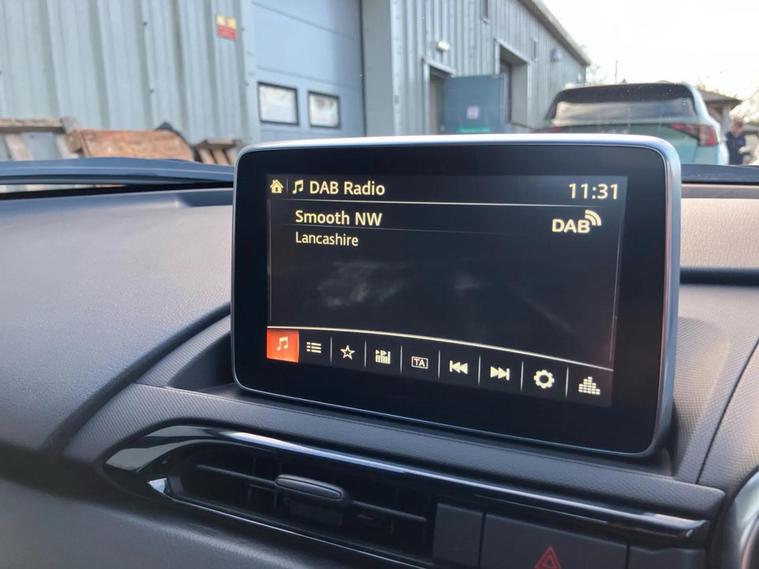 DAB Radio 11:31
Smooth NW
DAB
Lancashire
TA